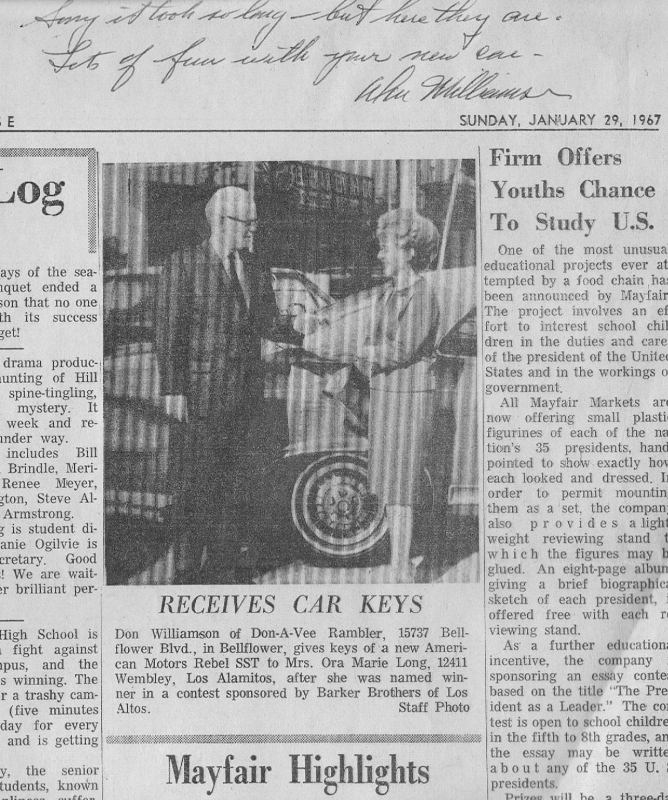 Sorry it took so long - but here they are.
Lots of fun with your new car -
Don Williamson
S E
SUNDAY, JANUARY 29, 1967
Log
ays of the sea-
nquet ended a
son that no one
th its success
get!
drama produc-
unting of Hill
spine-tingling,
mystery. It
week and re-
under way.
includes Bill
Brindle, Meri-
Renee Meyer,
gton, Steve Al-
Armstrong.
g is student di-
anie Ogilvie is
cretary. Good
! We are wait-
er brilliant per-
High School is
a fight against
npus, and the
s winning. The
r a trashy cam-
(five minutes
day for every
and is getting
y, the senior
tudents, known
RECEIVES CAR KEYS
Don Williamson of Don-A-Vee Rambler, 15737 Bell-
flower Blvd., in Bellflower, gives keys of a new Ameri-
can Motors Rebel SST to Mrs. Ora Marie Long, 12411
Wembley, Los Alamitos, after she was named win-
ner in a contest sponsored by Barker Brothers of Los
Altos. Staff Photo
Mayfair Highlights
Firm Offers
Youths Chance
To Study U.S.
One of the most unusua
educational projects ever at
tempted by a food chain has
been announced by Mayfair.
The project involves an ef
fort to interest school chil
dren in the duties and care
of the president of the United
States and in the workings o
government.
All Mayfair Markets are
now offering small plasti
figurines of each of the na
tion's 35 presidents, hand
pointed to show exactly how
each looked and dressed. In
order to permit mountin
them as a set, the company
also provides a light
weight reviewing stand t
which the figures may b
glued. An eight-page album
giving a brief biographica
sketch of each president, i
offered free with each re
viewing stand.
As a further educationa
incentive, the company i
sponsoring an essay contes
based on the title "The Pres
ident as a Leader." The con
test is open to school childre
in the fifth to 8th grades, an
the essay may be writte
about any of the 35 U. S
presidents.
Prizes will be a three-da